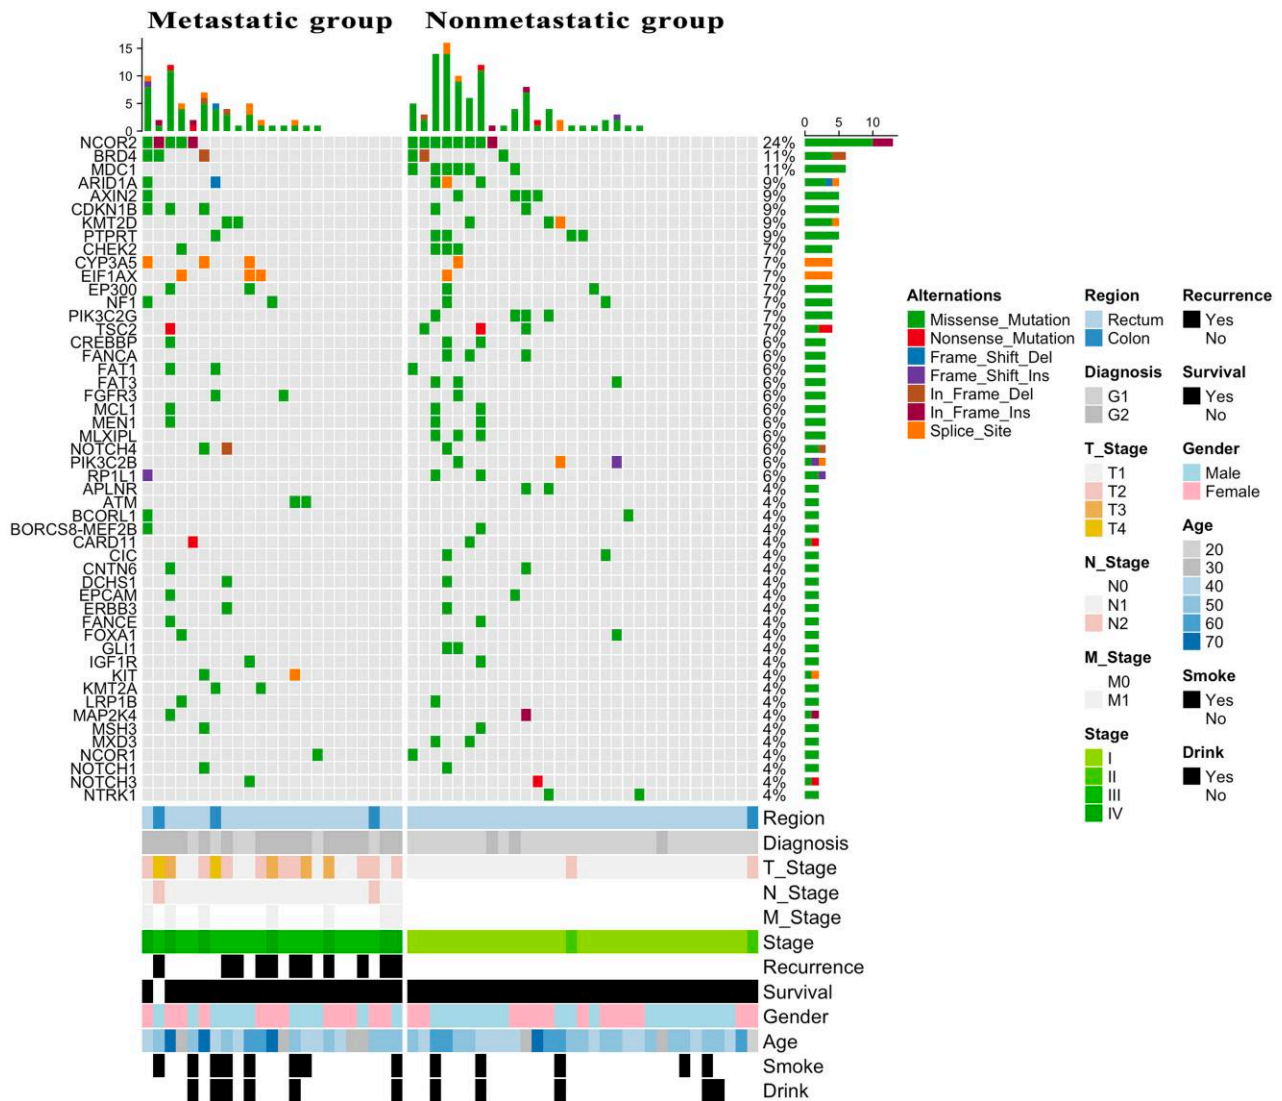 Metastatic group Nonmetastatic group
15
10
5
0
0 5 10
NCOR2 24%
BRD4 11%
MDC1 11%
ARID1A 9%
AXIN2 9%
CDKN1B 9%
KMT2D 9%
PTPRT 9%
CHEK2 7%
CYP3A5 7%
EIF1AX 7%
EP300 7%
NF1 7%
PIK3C2G 7%
TSC2 7%
CREBBP 6%
FANCA 6%
FAT1 6%
FAT3 6%
FGFR3 6%
MCL1 6%
MEN1 6%
MLXIPL 6%
NOTCH4 6%
PIK3C2B 6%
RP1L1 6%
APLNR 4%
ATM 4%
BCORL1 4%
BORCS8-MEF2B 4%
CARD11 4%
CIC 4%
CNTN6 4%
DCHS1 4%
EPCAM 4%
ERBB3 4%
FANCE 4%
FOXA1 4%
GLI1 4%
IGF1R 4%
KIT 4%
KMT2A 4%
LRP1B 4%
MAP2K4 4%
MSH3 4%
MXD3 4%
NCOR1 4%
NOTCH1 4%
NOTCH3 4%
NTRK1 4%
Region
Diagnosis
T_Stage
N_Stage
M_Stage
Stage
Recurrence
Survival
Gender
Age
Smoke
Drink
Alternations
Missense_Mutation
Nonsense_Mutation
Frame_Shift_Del
Frame_Shift_Ins
In_Frame_Del
In_Frame_Ins
Splice_Site
Region
Rectum
Colon
Diagnosis
G1
G2
T_Stage
T1
T2
T3
T4
N_Stage
N0
N1
N2
M_Stage
M0
M1
Stage
I
II
III
IV
Recurrence
Yes
No
Survival
Yes
No
Gender
Male
Female
Age
20
30
40
50
60
70
Smoke
Yes
No
Drink
Yes
No